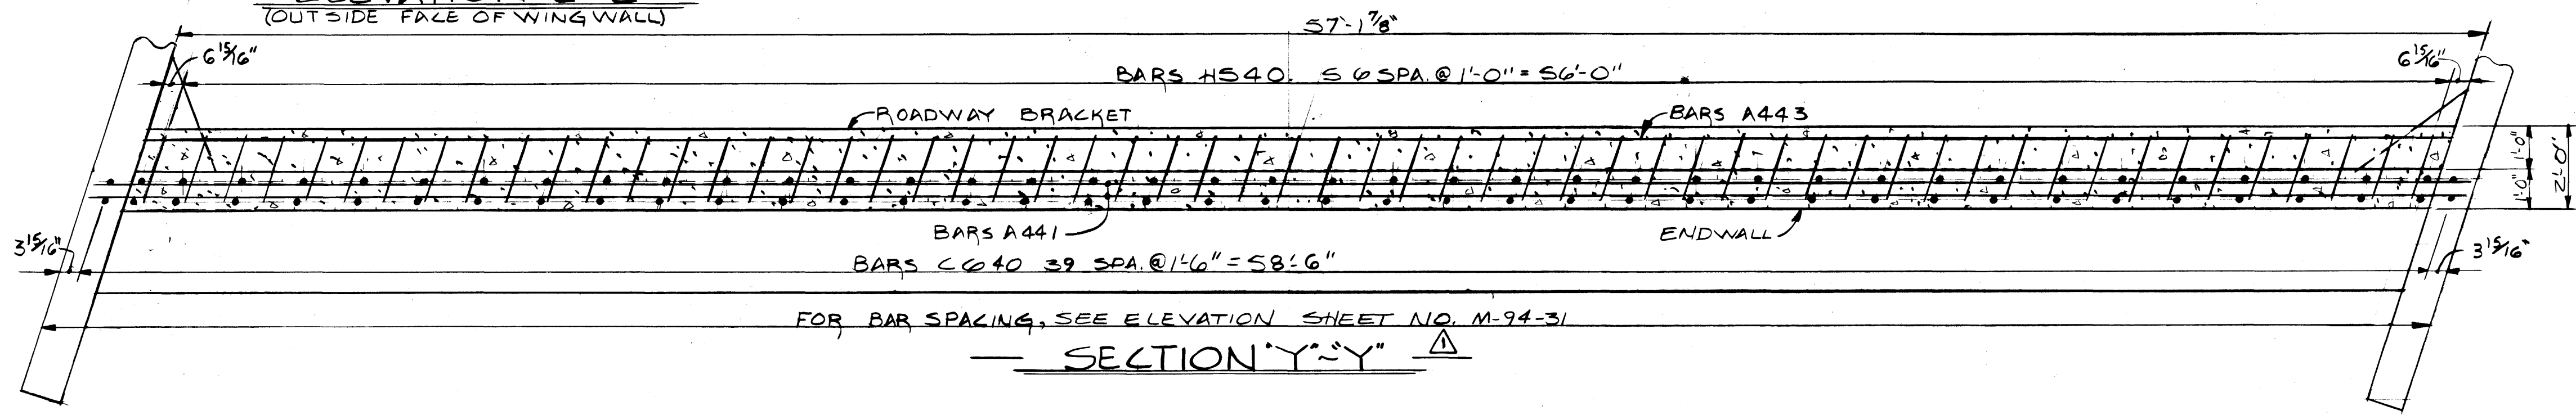 (OUTSIDE FACE OF WINGWALL)
57'-1 7/8"
6 15/16"
BARS H540. 56 SPA. @ 1'-0" = 56'-0"
6 15/16"
ROADWAY BRACKET
BARS A443
1'-0"
1'-0"
2'-0"
BARS A441
ENDWALL
3 15/16"
BARS C640 39 SPA. @ 1'-6" = 58'-6"
3 15/16"
FOR BAR SPACING, SEE ELEVATION SHEET NO. M-94-31
SECTION "Y"~"Y" 1